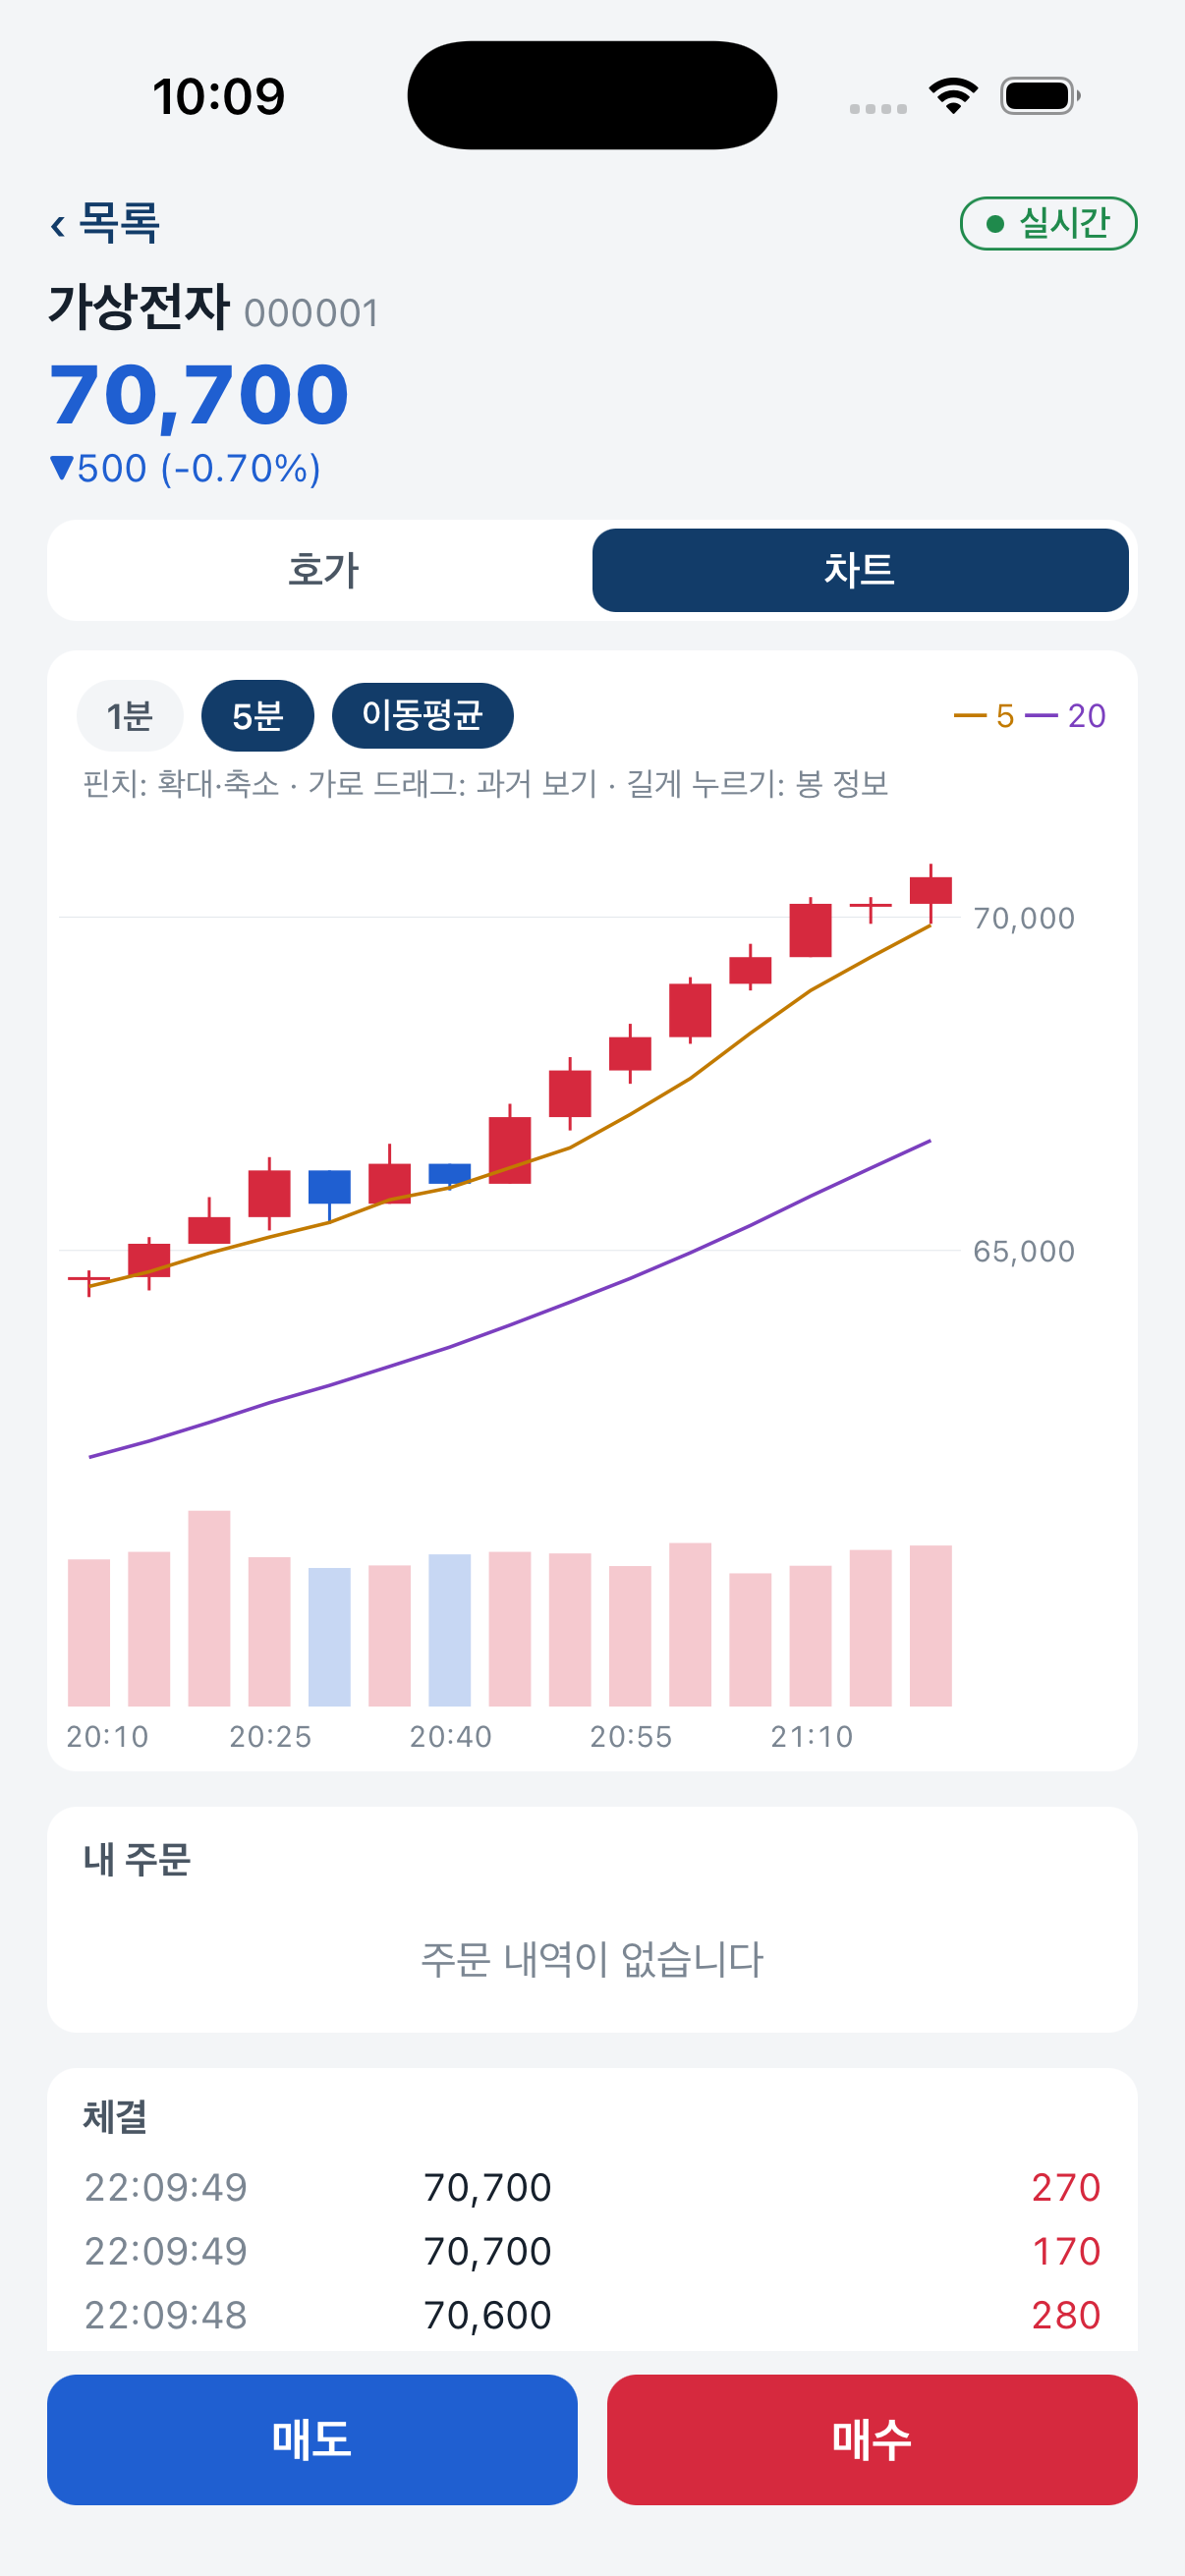 10:09
‹ 목록
실시간
가상전자 000001
70,700
▼500 (-0.70%)
호가 차트
1분 5분 이동평균 5 20
핀치: 확대·축소 · 가로 드래그: 과거 보기 · 길게 누르기: 봉 정보
70,000
65,000
20:10 20:25 20:40 20:55 21:10
내 주문
주문 내역이 없습니다
체결
22:09:49 70,700 270
22:09:49 70,700 170
22:09:48 70,600 280
매도 매수